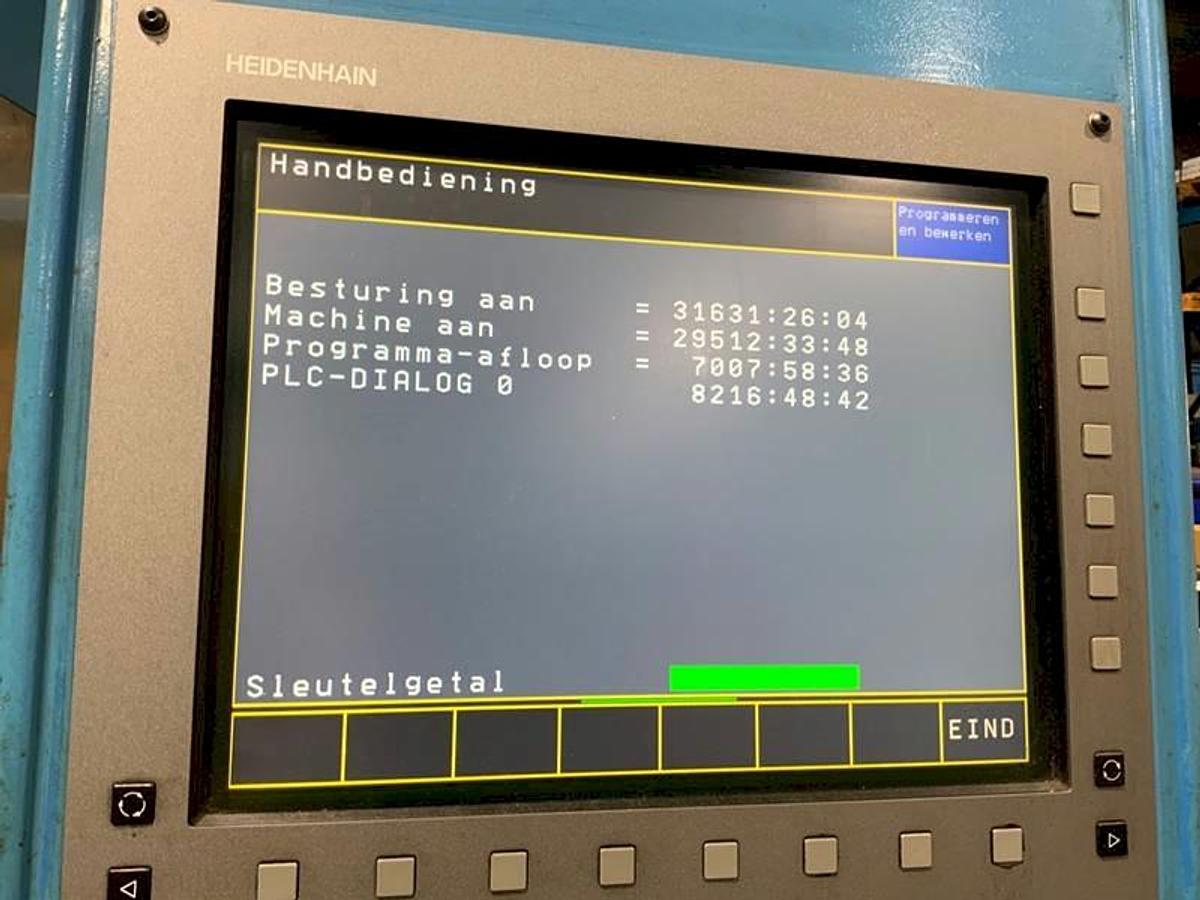 HEIDENHAIN
Handbediening
Programmeren
en bewerken
Besturing aan = 31631:26:04
Machine aan = 29512:33:48
Programma-afloop = 7007:58:36
PLC-DIALOG 0 8216:48:42
Sleutelgetal
EIND